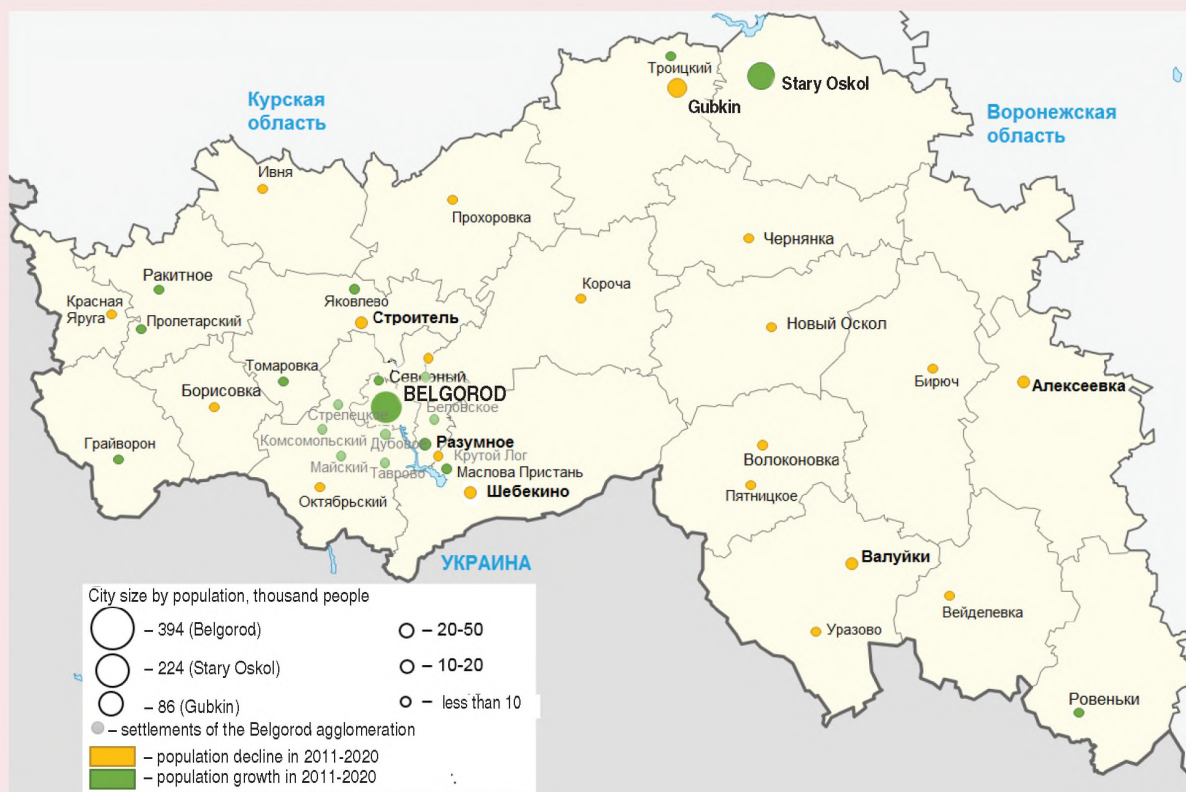 Троицкий
Stary Oskol
Gubkin
Курская
область
Воронежская
область
Ивня
Прохоровка
Чернянка
Ракитное
Короча
Красная
Яруга
Яковлево
Пролетарский
Строитель
Новый Оскол
Томаровка
Северный
Бирюч
Алексеевка
Борисовка
BELGOROD
Стрелецкое
Беловское
Грайворон
Комсомольский
Дубовое
Разумное
Крутой Лог
Волоконовка
Майский
Таврово
Маслова Пристань
Октябрьский
Шебекино
Пятницкое
УКРАИНА
Валуйки
Вейделевка
Уразово
Ровеньки
City size by population, thousand people
– 394 (Belgorod)
– 20-50
– 224 (Stary Oskol)
– 10-20
– 86 (Gubkin)
– less than 10
– settlements of the Belgorod agglomeration
– population decline in 2011-2020
– population growth in 2011-2020